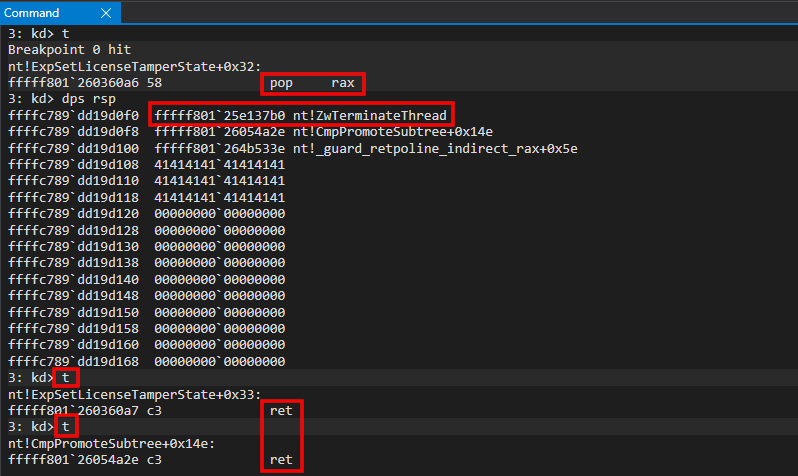 Command
3: kd> t
Breakpoint 0 hit
nt!ExpSetLicenseTamperState+0x32:
fffff801`260360a6 58 pop rax
3: kd> dps rsp
ffffc789`dd19d0f0 fffff801`25e137b0 nt!ZwTerminateThread
ffffc789`dd19d0f8 fffff801`26054a2e nt!CmpPromoteSubtree+0x14e
ffffc789`dd19d100 fffff801`264b533e nt!_guard_retpoline_indirect_rax+0x5e
ffffc789`dd19d108 41414141`41414141
ffffc789`dd19d110 41414141`41414141
ffffc789`dd19d118 41414141`41414141
ffffc789`dd19d120 00000000`00000000
ffffc789`dd19d128 00000000`00000000
ffffc789`dd19d130 00000000`00000000
ffffc789`dd19d138 00000000`00000000
ffffc789`dd19d140 00000000`00000000
ffffc789`dd19d148 00000000`00000000
ffffc789`dd19d150 00000000`00000000
ffffc789`dd19d158 00000000`00000000
ffffc789`dd19d160 00000000`00000000
ffffc789`dd19d168 00000000`00000000
3: kd> t
nt!ExpSetLicenseTamperState+0x33:
fffff801`260360a7 c3 ret
3: kd> t
nt!CmpPromoteSubtree+0x14e:
fffff801`26054a2e c3 ret